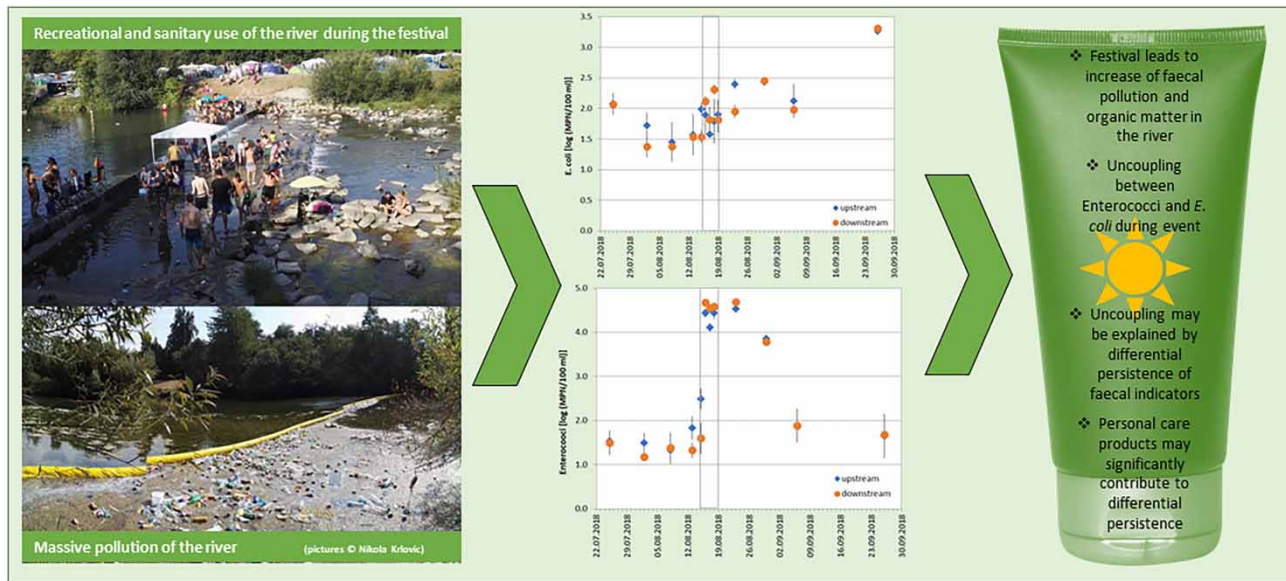 Recreational and sanitary use of the river during the festival
Massive pollution of the river
(pictures © Nikola Krlovic)
E. coli [log (MPN/100 ml)]
3.5
3.0
2.5
2.0
1.5
1.0
0.5
0.0
upstream
downstream
22.07.2018
29.07.2018
05.08.2018
12.08.2018
19.08.2018
26.08.2018
02.09.2018
09.09.2018
16.09.2018
23.09.2018
30.09.2018
Enterococci [log (MPN/100 ml)]
5.0
4.0
3.0
2.0
1.0
0.0
upstream
downstream
22.07.2018
29.07.2018
05.08.2018
12.08.2018
19.08.2018
26.08.2018
02.09.2018
09.09.2018
16.09.2018
23.09.2018
30.09.2018
❖ Festival leads to
increase of faecal
pollution and
organic matter in
the river
❖ Uncoupling
between
Enterococci and E.
coli during event
❖ Uncoupling may
be explained by
differential
persistence of
faecal indicators
❖ Personal care
products may
significantly
contribute to
differential
persistence